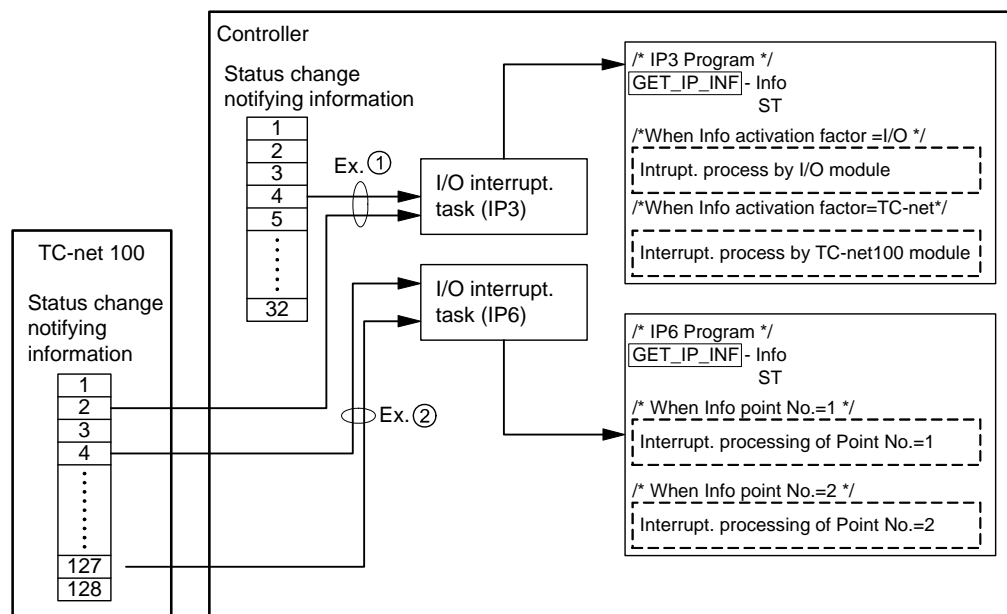 Controller
Status change
notifying information
1
2
3
4
5
32
Ex. ①
I/O interrupt.
task (IP3)
I/O interrupt.
task (IP6)
/* IP3 Program */
GET_IP_INF - Info
ST
/*When Info activation factor =I/O */
Intrupt. process by I/O module
/*When Info activation factor=TC-net*/
Interrupt. process by TC-net100 module
TC-net 100
Status change
notifying
information
1
2
3
4
127
128
Ex. ②
/* IP6 Program */
GET_IP_INF - Info
ST
/* When Info point No.=1 */
Interrupt. processing of Point No.=1
/* When Info point No.=2 */
Interrupt. processing of Point No.=2